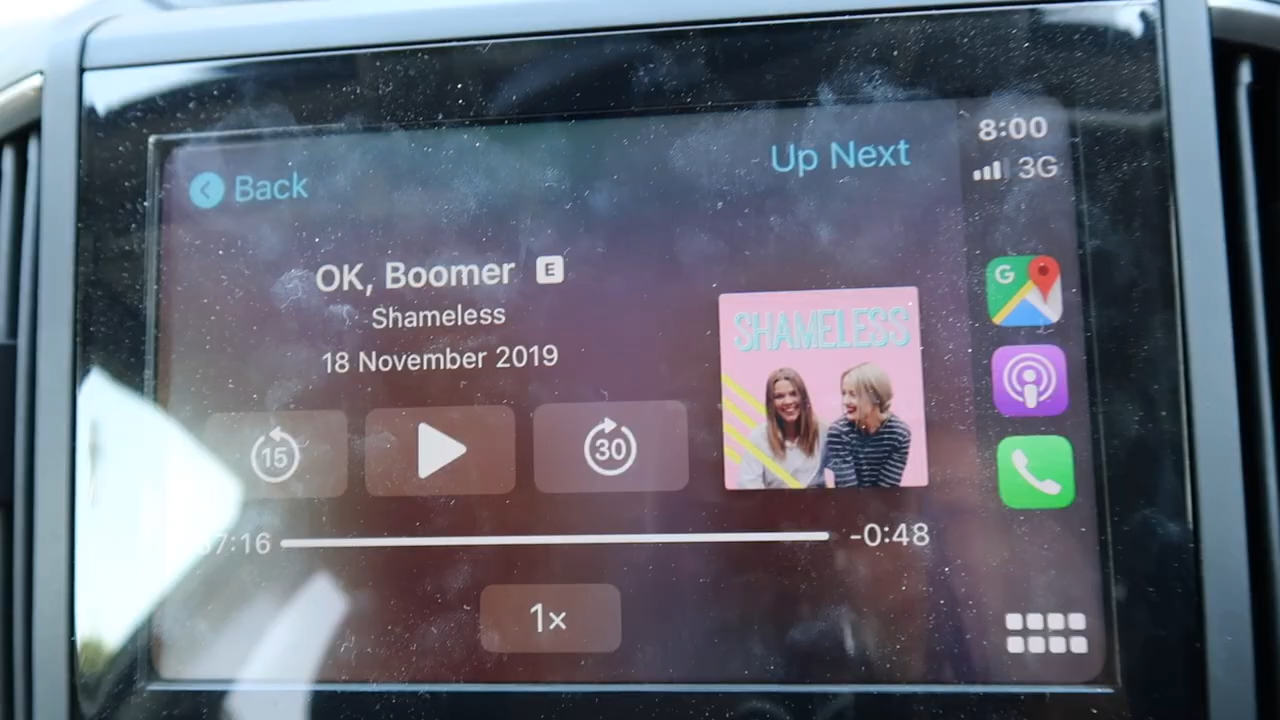 Back
Up Next
8:00
3G
OK, Boomer E
Shameless
18 November 2019
SHAMELESS
G
15
30
7:16
-0:48
1x